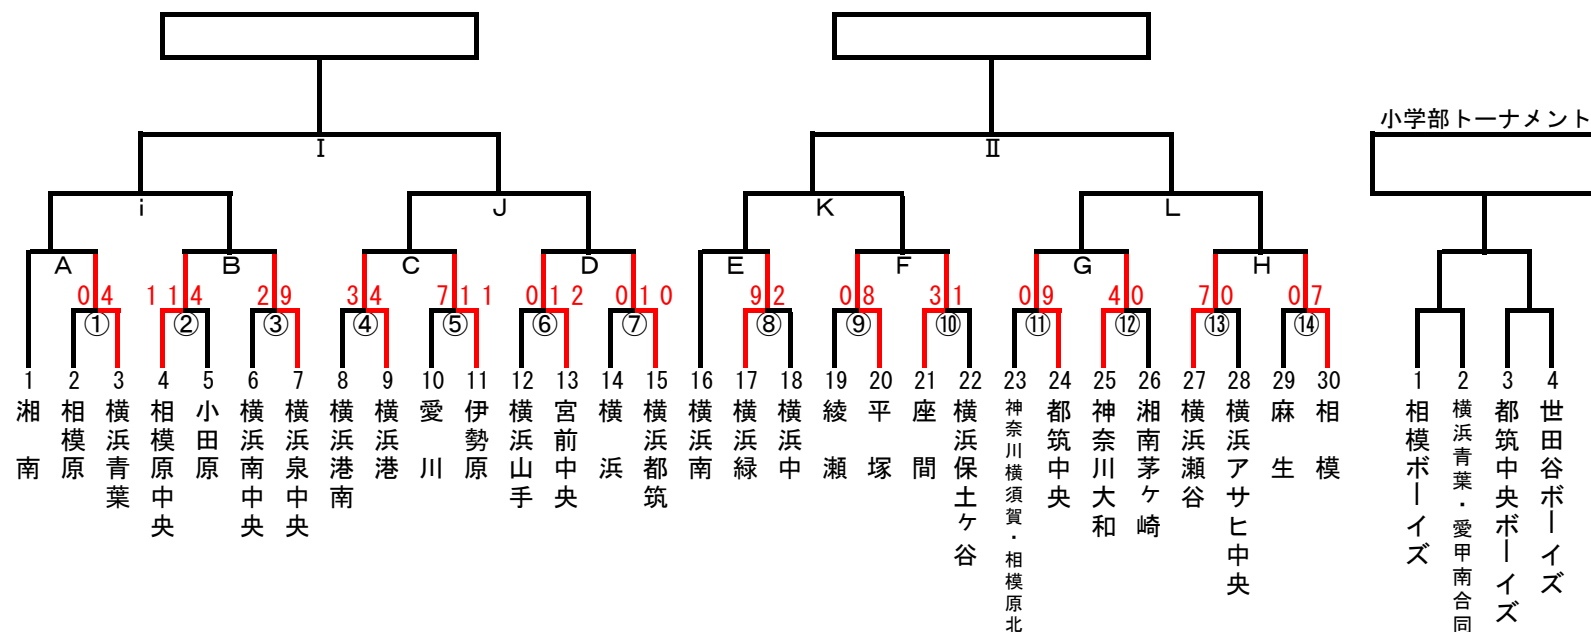 小学部トーナメント
Ⅰ
Ⅱ
i
J
K
L
A
B
C
D
E
F
G
H
0 4
11 4
2 9
3 4
7 11
0 12
0 10
9 2
0 8
3 1
0 9
4 0
7 0
0 7
①
②
③
④
⑤
⑥
⑦
⑧
⑨
⑩
⑪
⑫
⑬
⑭
1 湘南
2 相模原
3 横浜青葉
4 相模原中央
5 小田原
6 横浜南中央
7 横浜泉中央
8 横浜港南
9 横浜港
10 愛川
11 伊勢原
12 横浜山手
13 宮前中央
14 横浜
15 横浜都筑
16 横浜南
17 横浜緑
18 横浜中
19 綾瀬
20 平塚
21 座間
22 横浜保土ケ谷
23 神奈川横須賀・相模原北
24 都筑中央
25 神奈川大和
26 湘南茅ケ崎
27 横浜瀬谷
28 横浜アサヒ中央
29 麻生
30 相模
1 相模ボーイズ
2 横浜青葉・愛甲南合同
3 都筑中央ボーイズ
4 世田谷ボーイズ